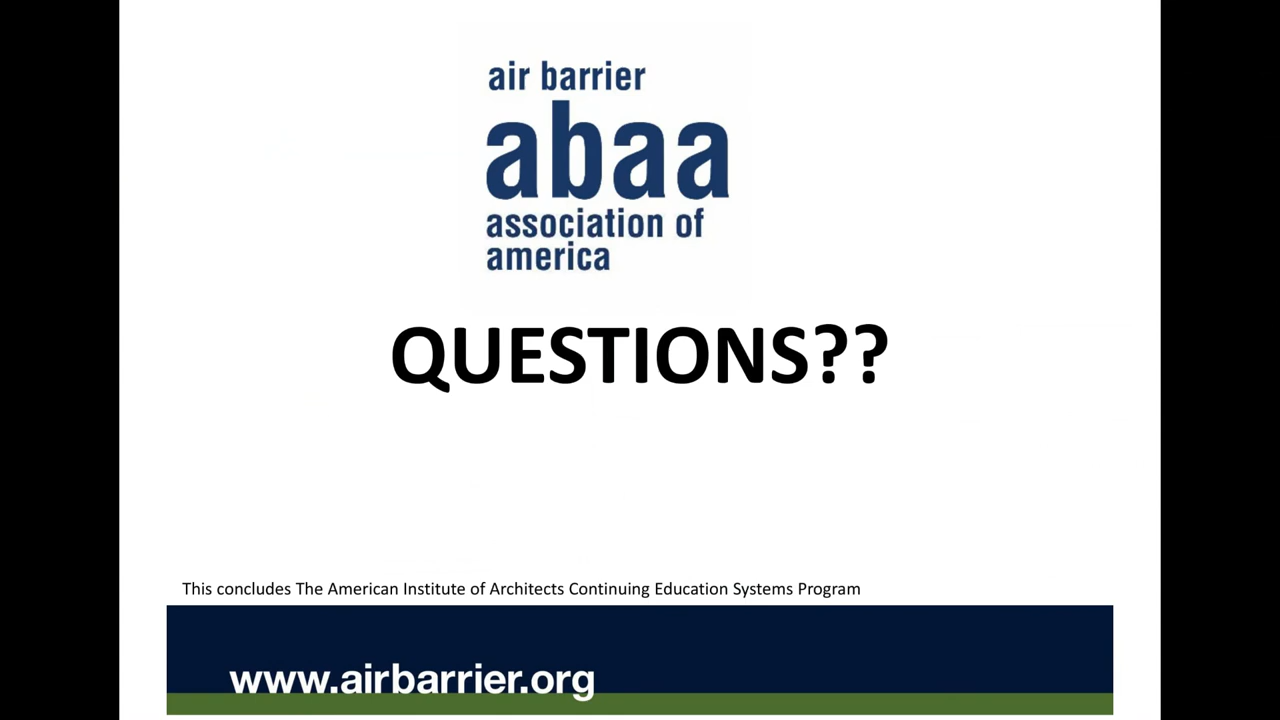 air barrier
abaa
association of
america
QUESTIONS??
This concludes The American Institute of Architects Continuing Education Systems Program
www.airbarrier.org